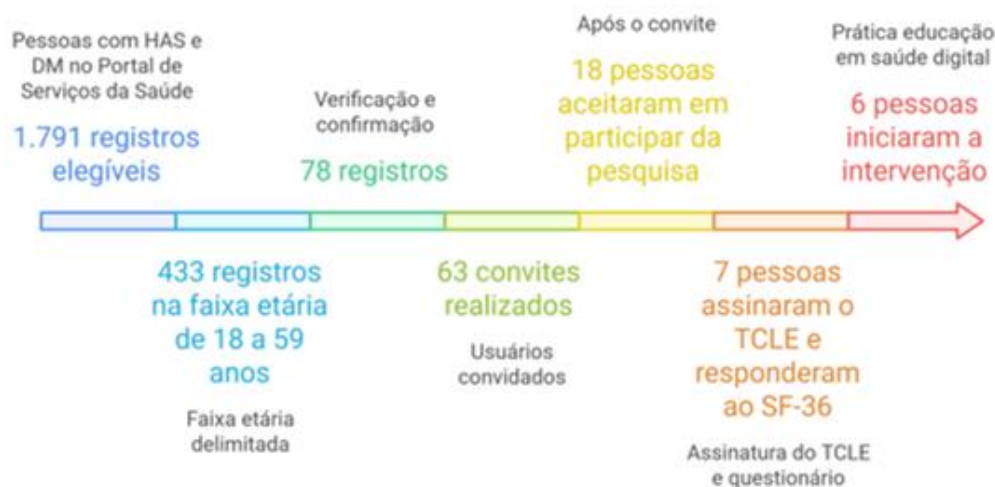 Pessoas com HAS e
DM no Portal de
Serviços da Saúde
1.791 registros
elegíveis
433 registros
na faixa etária
de 18 a 59
anos
Faixa etária
delimitada
Verificação e
confirmação
78 registros
63 convites
realizados
Usuários
convidados
Após o convite
18 pessoas
aceitaram em
participar da
pesquisa
7 pessoas
assinaram o
TCLE e
responderam
ao SF-36
Assinatura do TCLE
e questionário
Prática educação
em saúde digital
6 pessoas
iniciaram a
intervenção